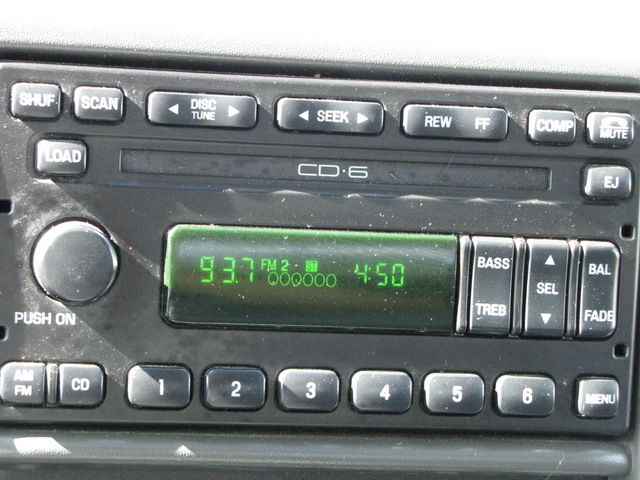 SHUF SCAN DISC TUNE SEEK REW FF COMP MUTE
LOAD CD·6 EJ
93.7 FM 2 ST 4:50
BASS TREB SEL BAL FADE
PUSH ON
AM FM CD 1 2 3 4 5 6 MENU